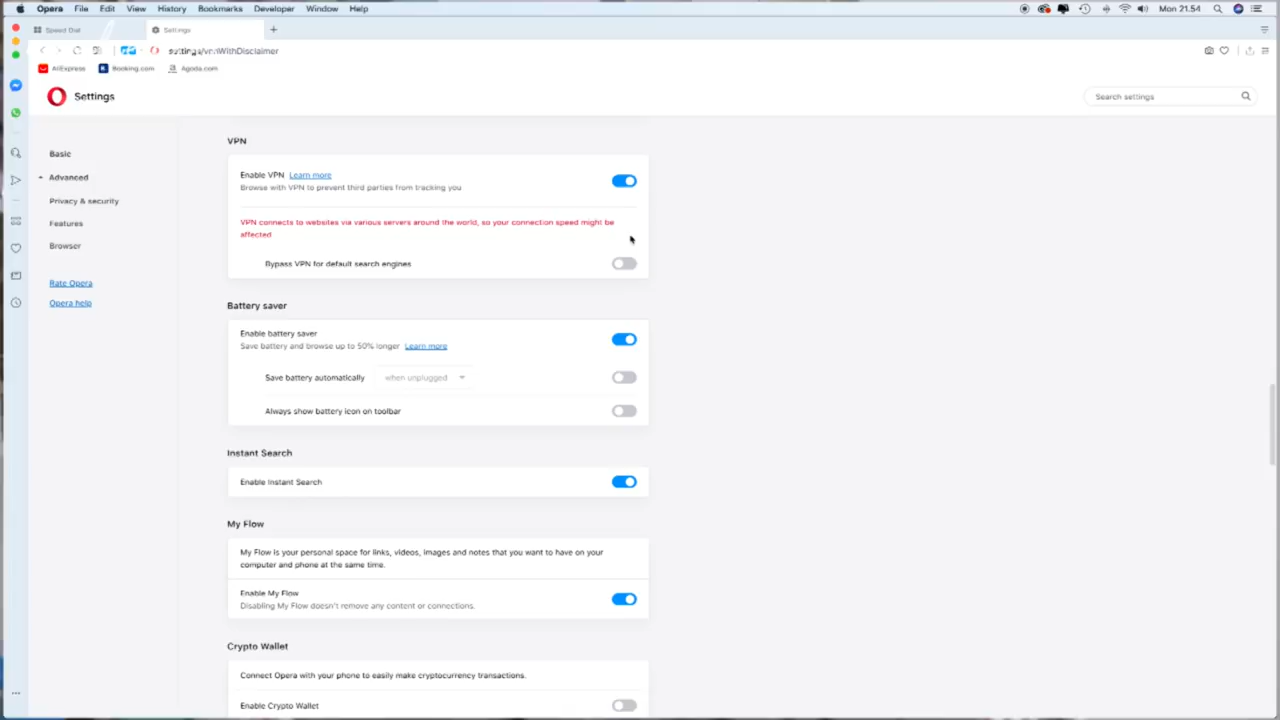 Opera File Edit View History Bookmarks Developer Window Help Mon 21.54
Speed Dial Settings
AliExpress Booking.com Agoda.com
Settings
Search settings
Basic
Advanced
Privacy & security
Features
Browser
Rate Opera
Opera help
VPN
Enable VPN Learn more
Browse with VPN to prevent third parties from tracking you
VPN connects to websites via various servers around the world, so your connection speed might be
affected.
Bypass VPN for default search engines
Battery saver
Enable battery saver
Save battery and browse up to 50% longer Learn more
Save battery automatically when unplugged
Always show battery icon on toolbar
Instant Search
Enable Instant Search
My Flow
My Flow is your personal space for links, videos, images and notes that you want to have on your
computer and phone at the same time.
Enable My Flow
Disabling My Flow doesn't remove any content or connections.
Crypto Wallet
Connect Opera with your phone to easily make cryptocurrency transactions.
Enable Crypto Wallet